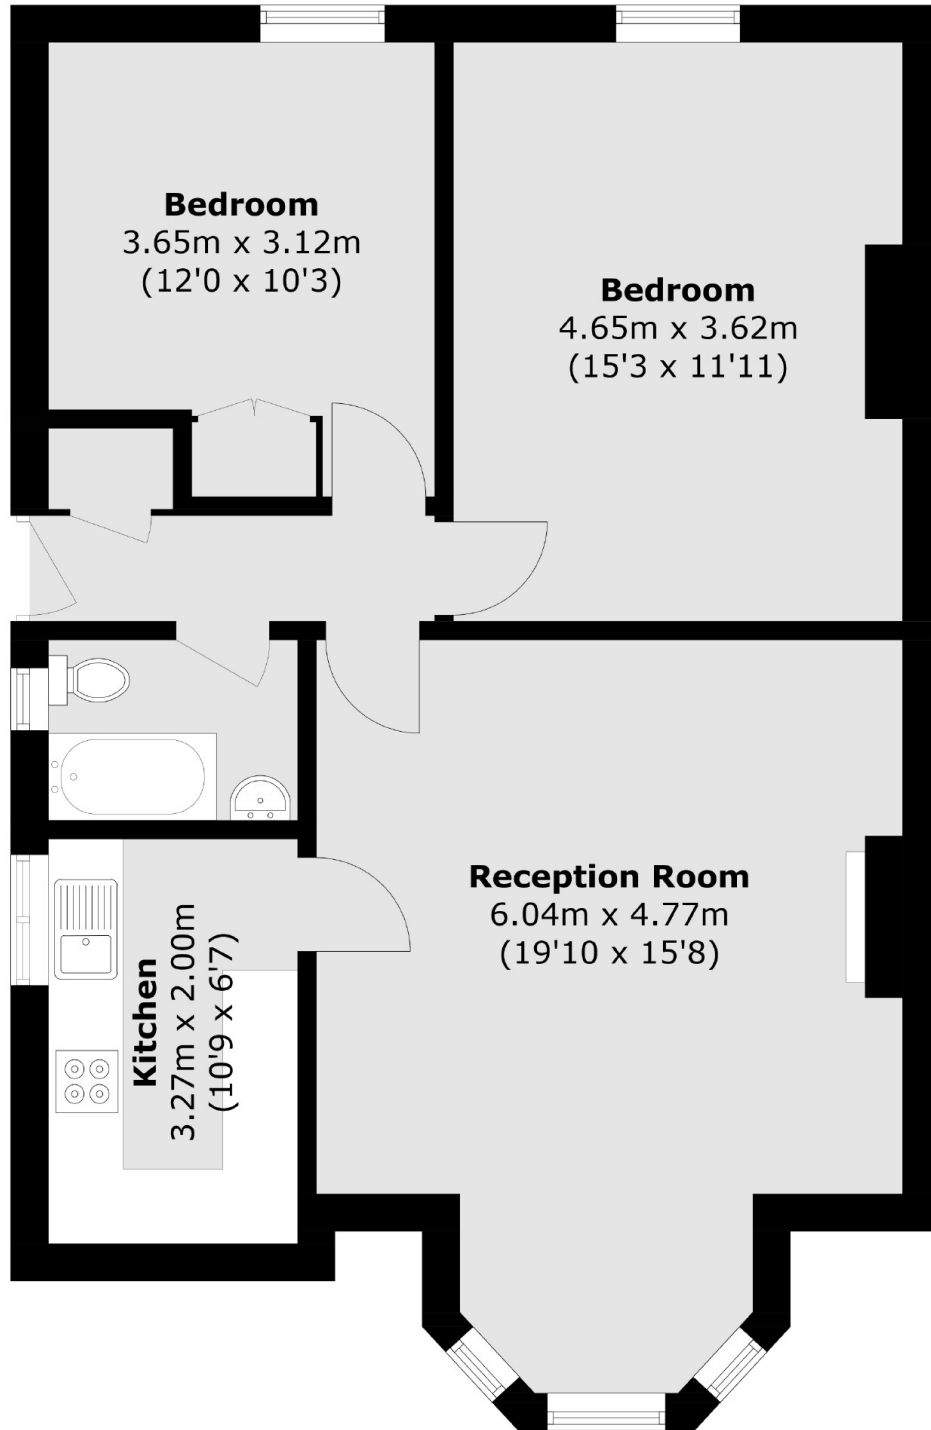 Bedroom
3.65m x 3.12m
(12'0 x 10'3)
Bedroom
4.65m x 3.62m
(15'3 x 11'11)
Reception Room
6.04m x 4.77m
(19'10 x 15'8)
Kitchen
3.27m x 2.00m
(10'9 x 6'7)